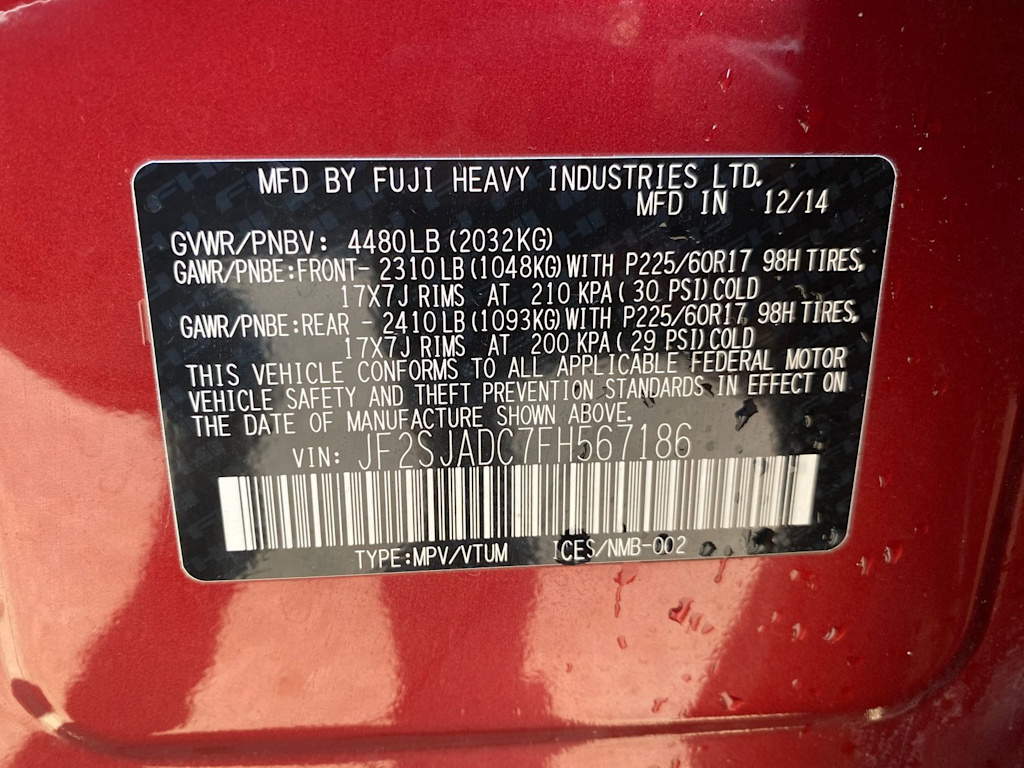 MFD BY FUJI HEAVY INDUSTRIES LTD.
MFD IN 12/14
GVWR/PNBV: 4480LB (2032KG)
GAWR/PNBE:FRONT- 2310LB (1048KG) WITH P225/60R17 98H TIRES,
17X7J RIMS AT 210 KPA ( 30 PSI) COLD
GAWR/PNBE:REAR - 2410LB (1093KG) WITH P225/60R17 98H TIRES,
17X7J RIMS AT 200 KPA ( 29 PSI) COLD
THIS VEHICLE CONFORMS TO ALL APPLICABLE FEDERAL MOTOR
VEHICLE SAFETY AND THEFT PREVENTION STANDARDS IN EFFECT ON
THE DATE OF MANUFACTURE SHOWN ABOVE.
VIN: JF2SJADC7FH567186
TYPE:MPV/VTUM ICES/NMB-002